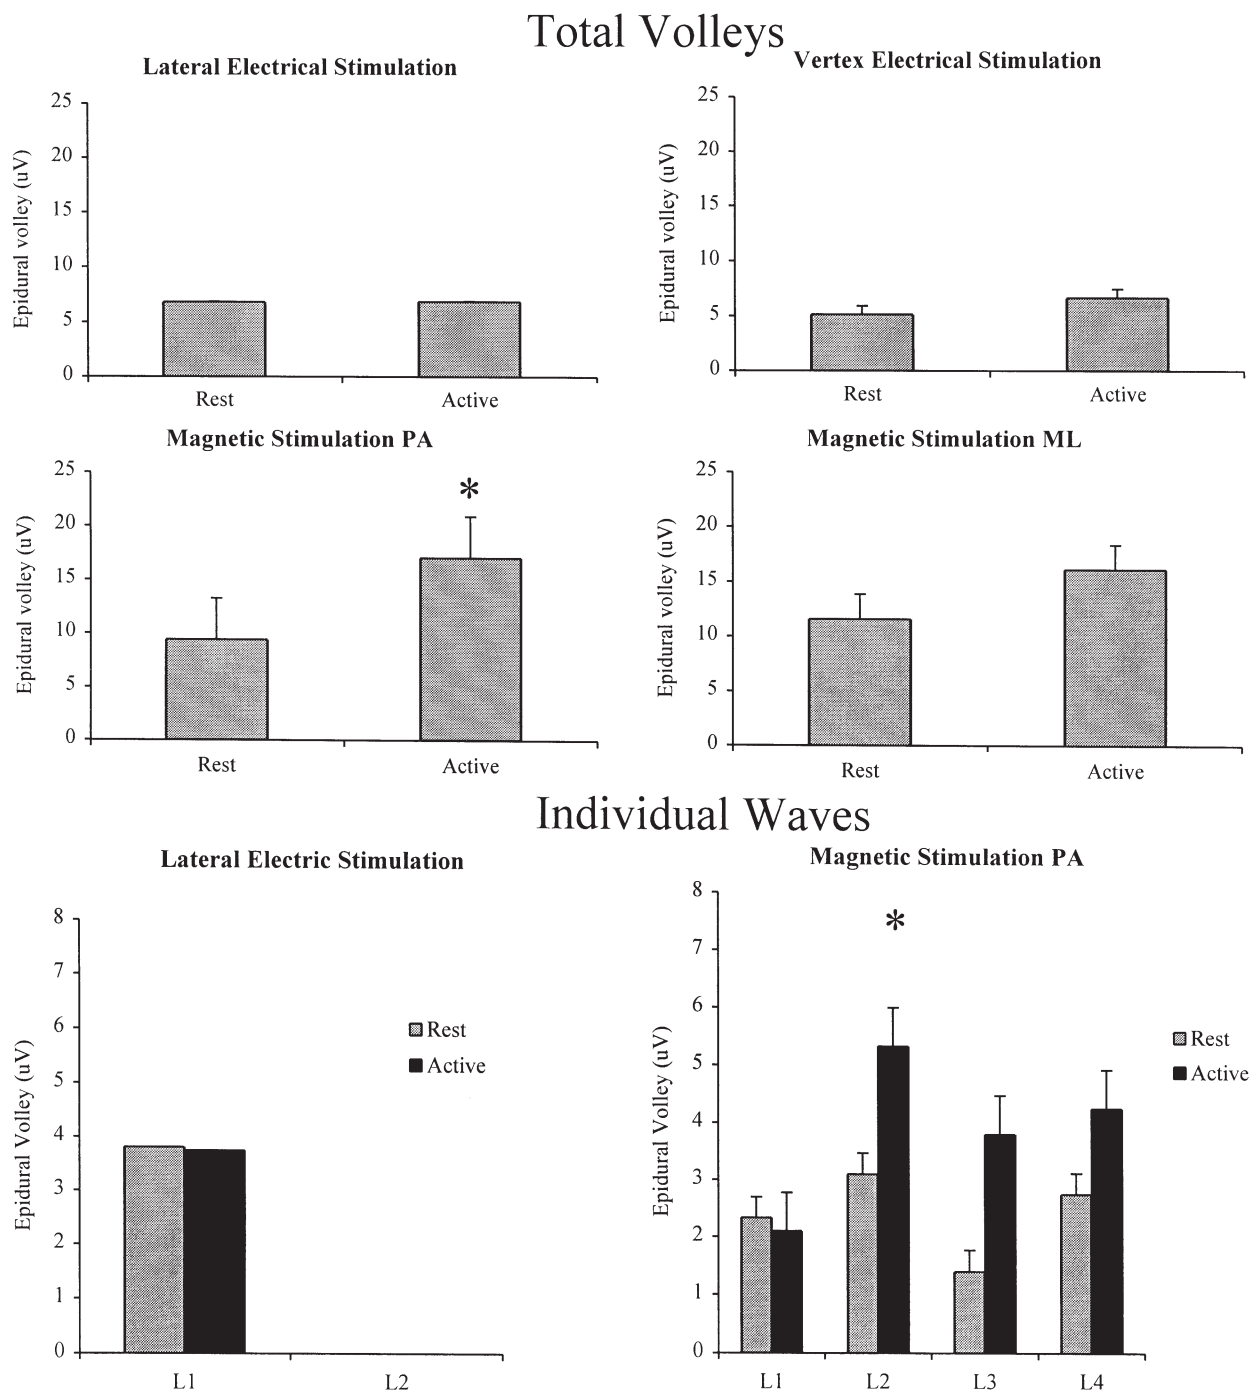 Total Volleys
Lateral Electrical Stimulation
Epidural volley (uV)
25
20
15
10
5
0
Rest Active
Vertex Electrical Stimulation
Epidural volley (uV)
25
20
15
10
5
0
Rest Active
Magnetic Stimulation PA
Epidural volley (uV)
25
20
15
10
5
0
*
Rest Active
Magnetic Stimulation ML
Epidural volley (uV)
25
20
15
10
5
0
Rest Active
Individual Waves
Lateral Electric Stimulation
Epidural Volley (uV)
8
7
6
5
4
3
2
1
0
Rest
Active
L1 L2
Magnetic Stimulation PA
Epidural Volley (uV)
8
7
6
5
4
3
2
1
0
*
Rest
Active
L1 L2 L3 L4